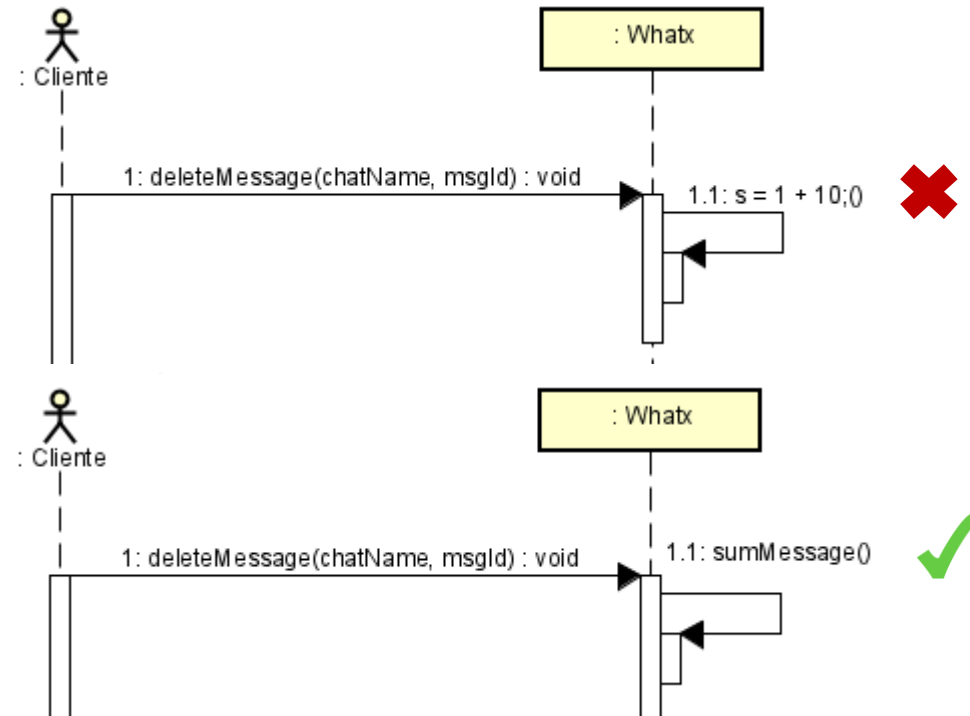 : Cliente
: Whatx
1: deleteMessage(chatName, msgId) : void
1.1: s = 1 + 10;()
: Cliente
: Whatx
1: deleteMessage(chatName, msgId) : void
1.1: sumMessage()